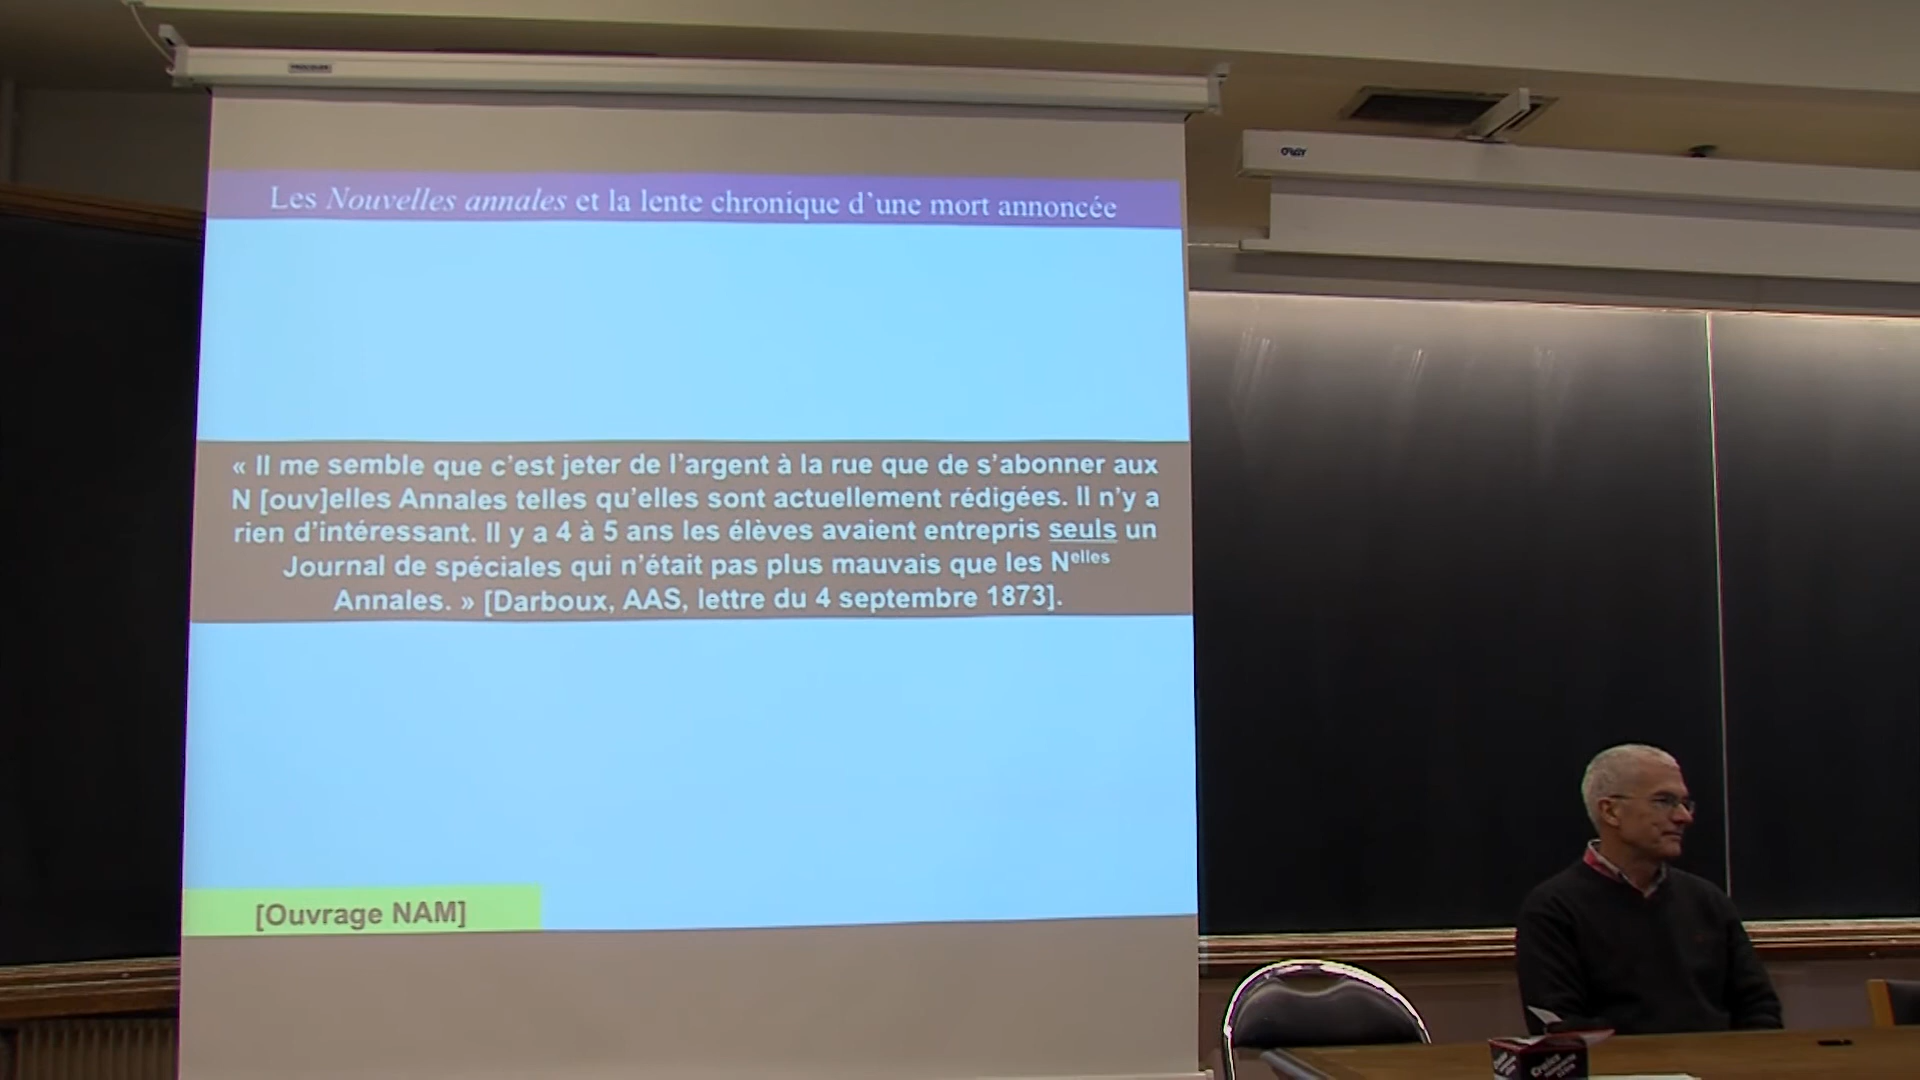 Les Nouvelles annales et la lente chronique d'une mort annoncée
« Il me semble que c'est jeter de l'argent à la rue que de s'abonner aux
N [ouv]elles Annales telles qu'elles sont actuellement rédigées. Il n'y a
rien d'intéressant. Il y a 4 à 5 ans les élèves avaient entrepris seuls un
Journal de spéciales qui n'était pas plus mauvais que les Nelles
Annales. » [Darboux, AAS, lettre du 4 septembre 1873].
[Ouvrage NAM]
ORAY